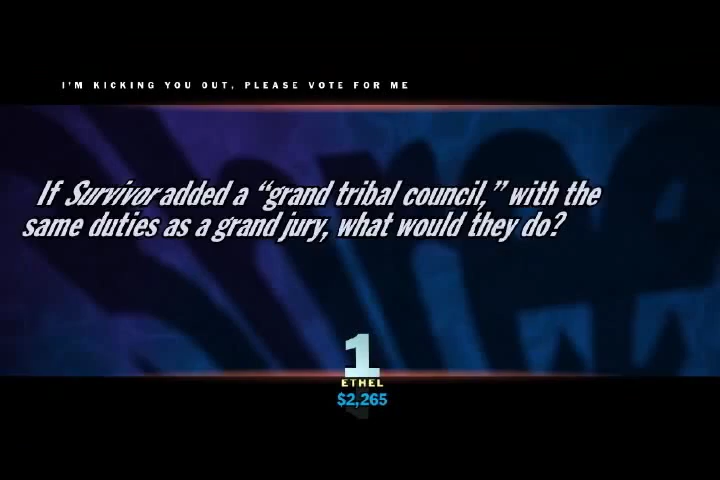 I'M KICKING YOU OUT, PLEASE VOTE FOR ME
If Survivor added a “grand tribal council,” with the
same duties as a grand jury, what would they do?
1
ETHEL
$2,265